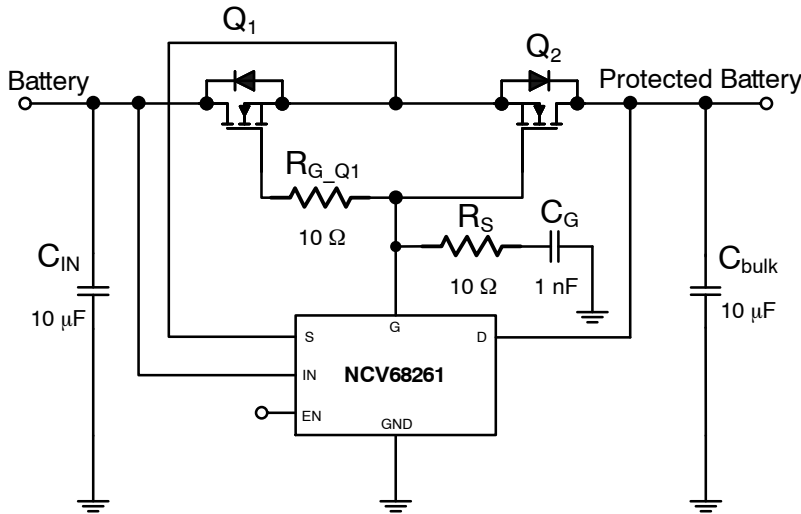 Q1
Q2
Battery
Protected Battery
RG_Q1
10 Ω
RS
10 Ω
CG
1 nF
CIN
10 µF
Cbulk
10 µF
G
S
D
NCV68261
IN
EN
GND